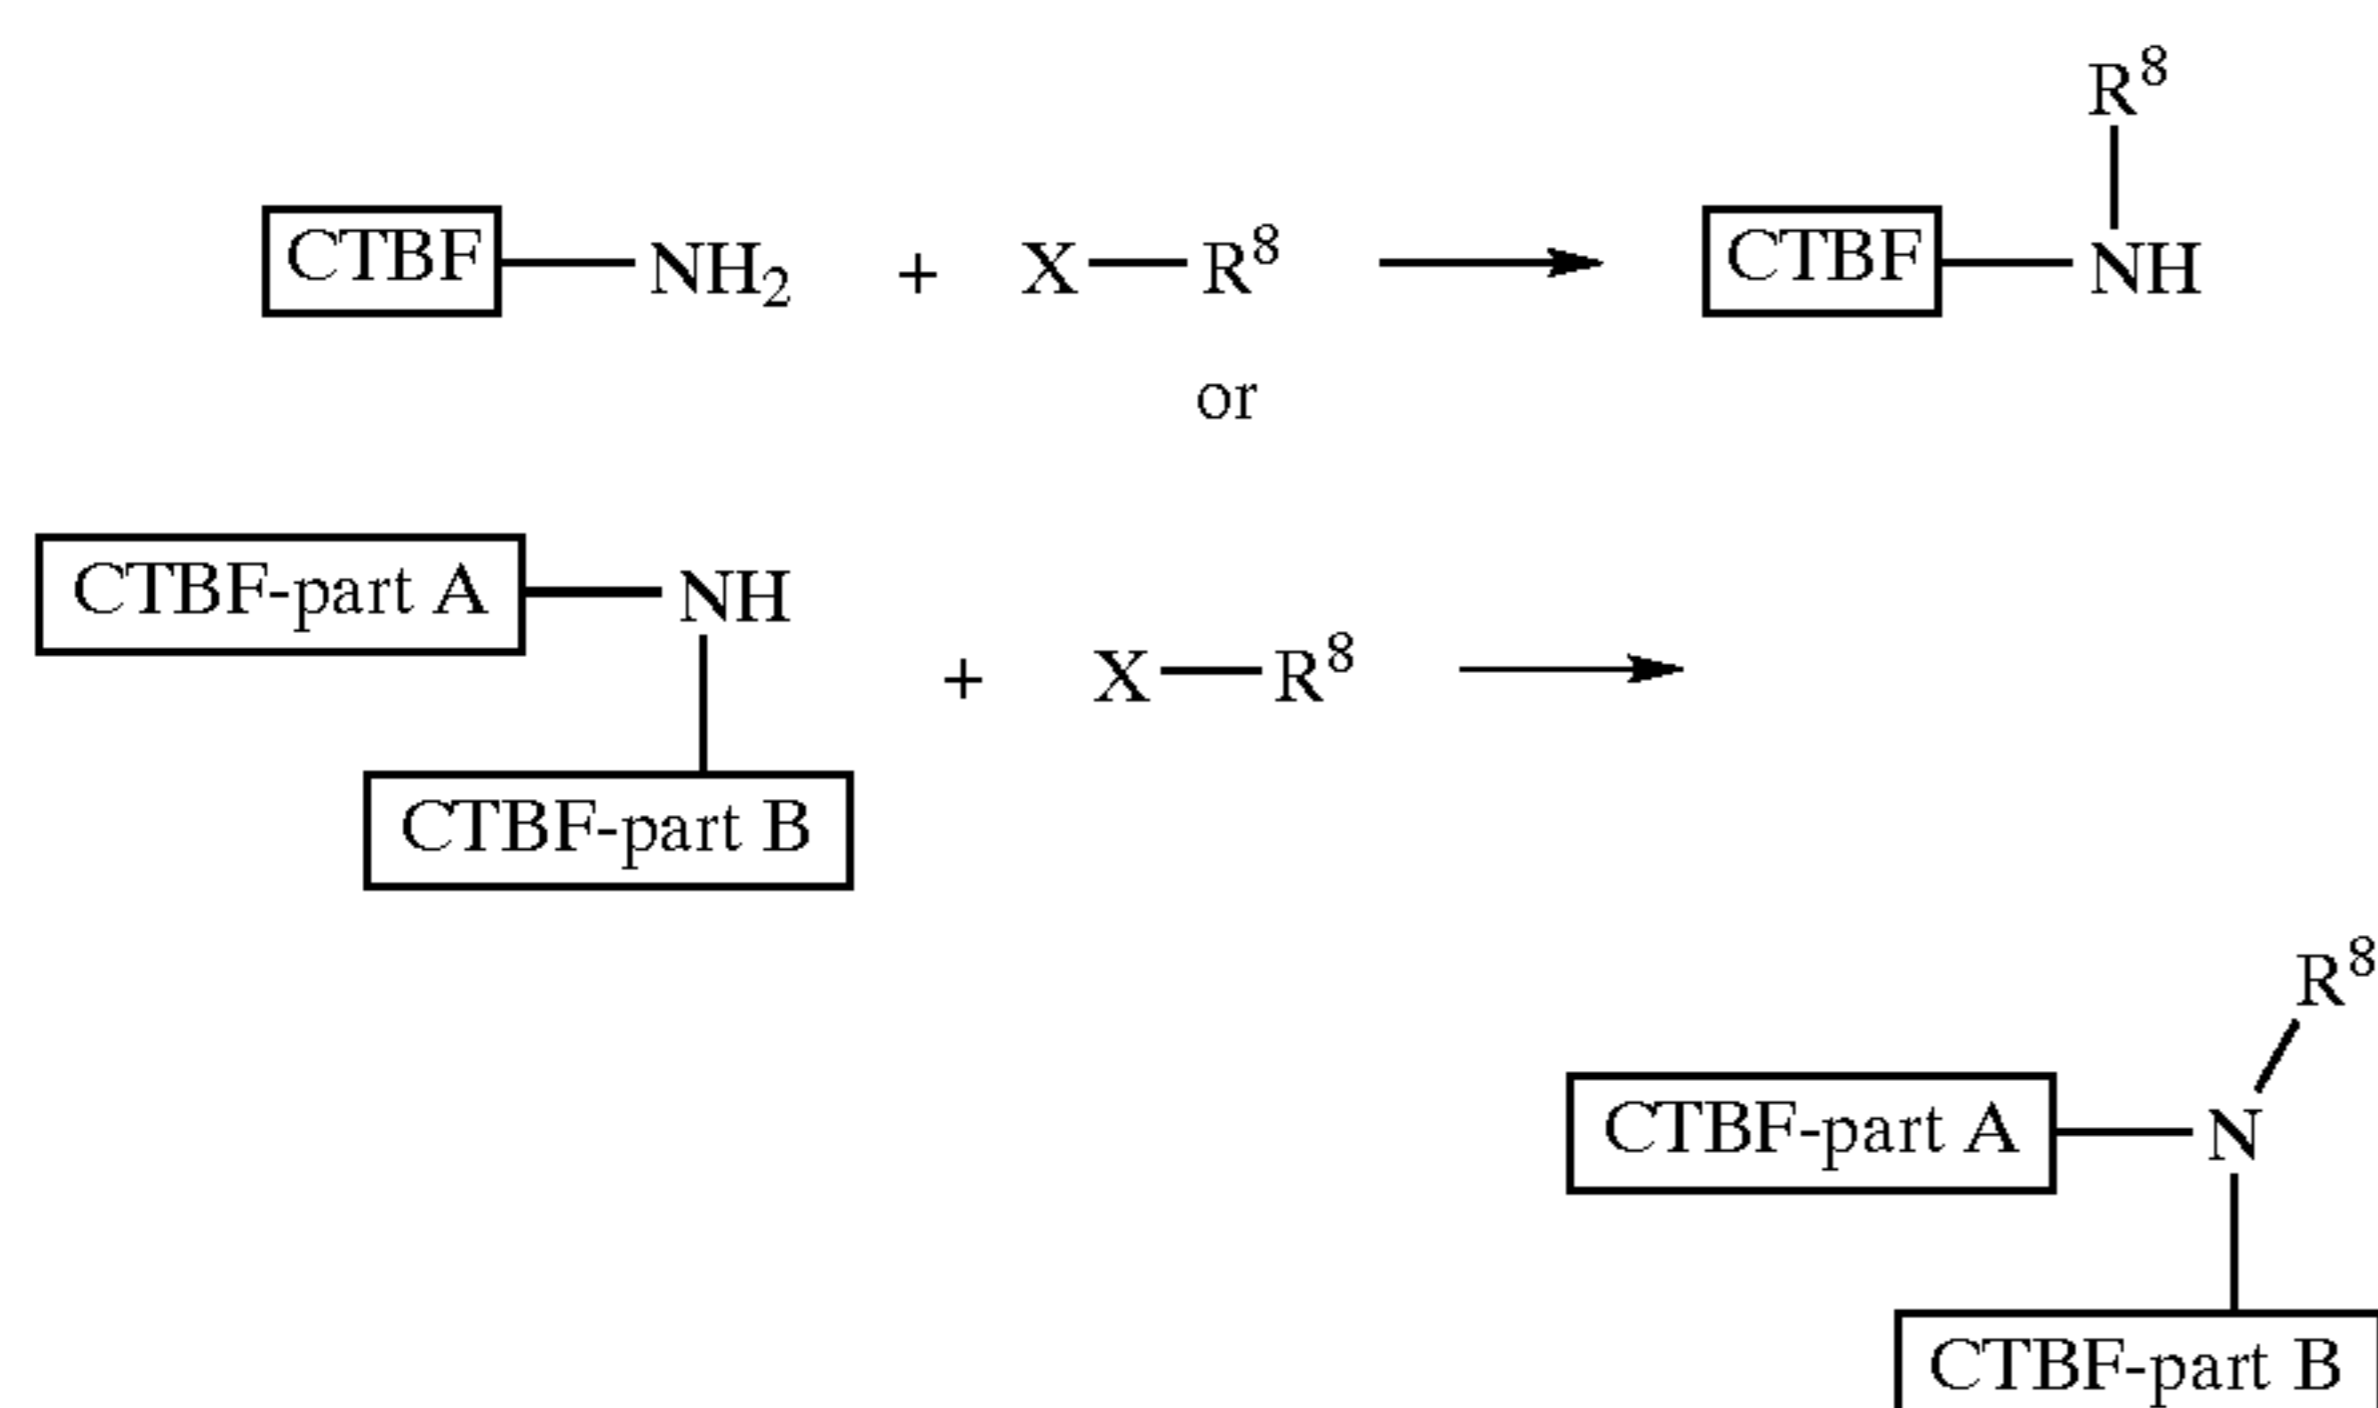 R⁸
CTBF NH₂ + X R⁸ CTBF NH
or
CTBF-part A NH
+ X R⁸
CTBF-part B
R⁸
CTBF-part A N
CTBF-part B